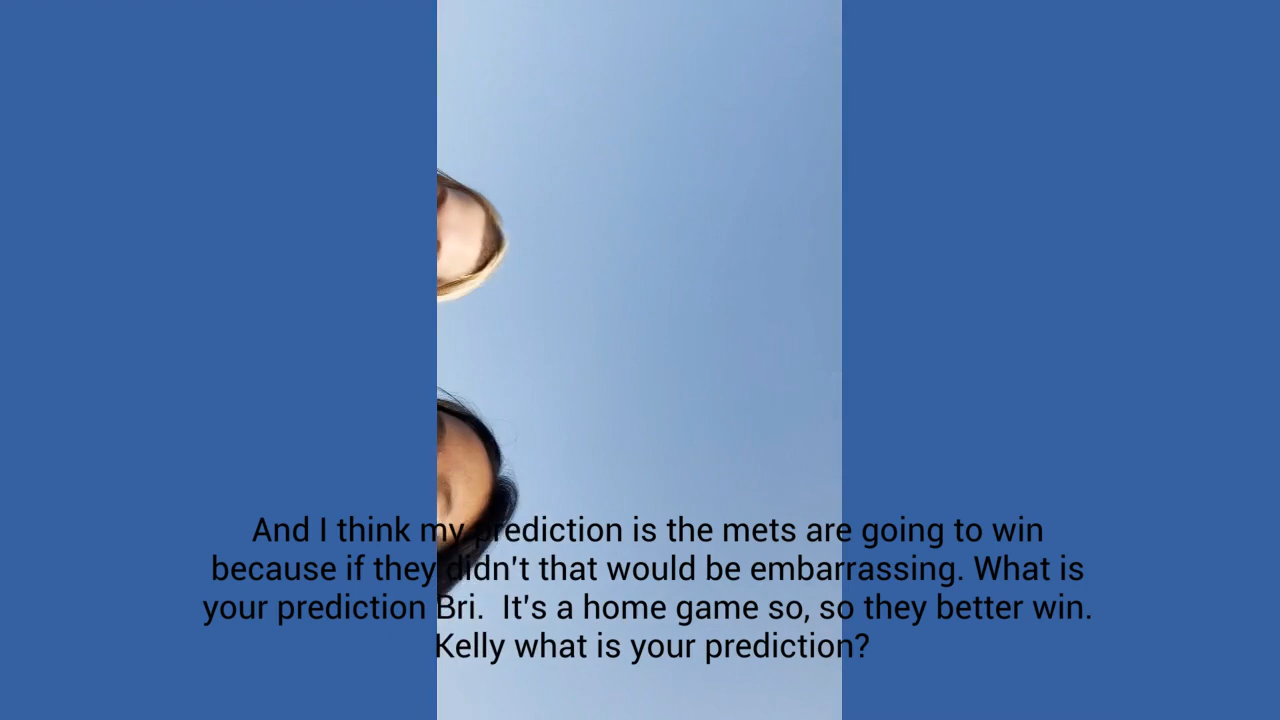 And I think my prediction is the mets are going to win
because if they didn't that would be embarrassing. What is
your prediction Bri.  It's a home game so, so they better win.
Kelly what is your prediction?